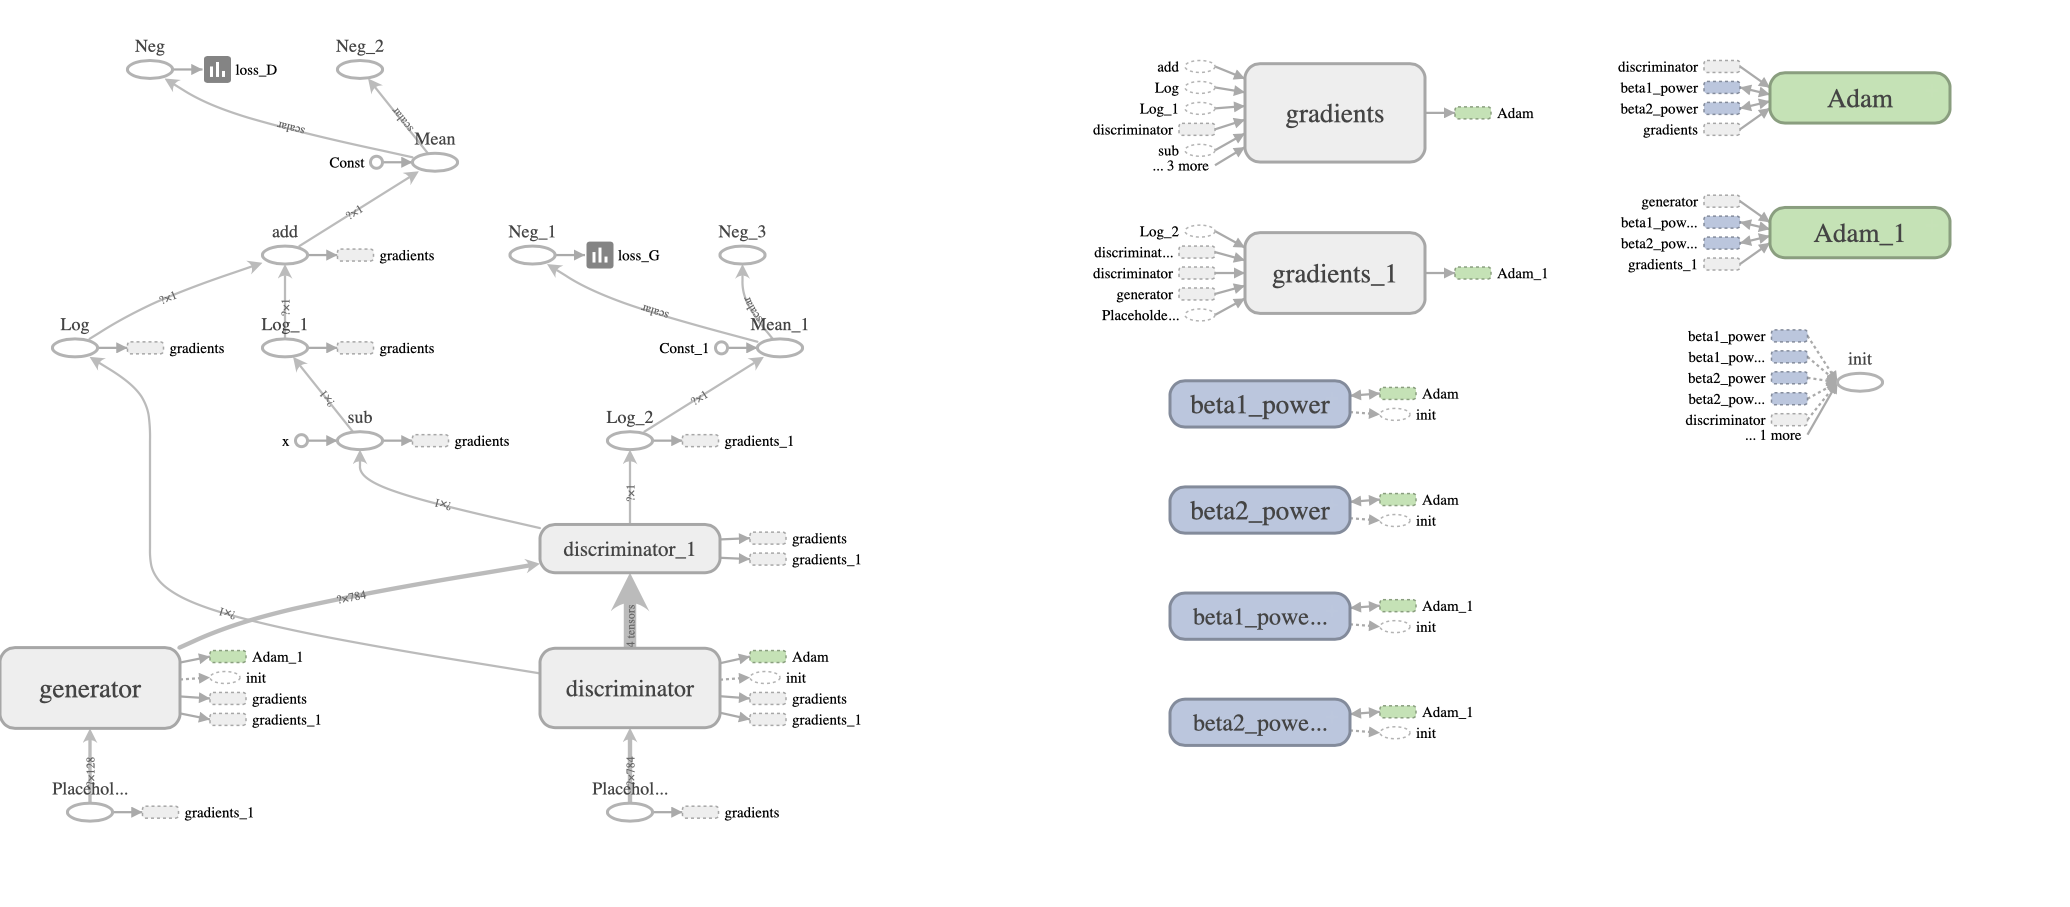 Neg
loss_D
Neg_2
scalar
scalar
Mean
Const
?×1
add
gradients
Neg_1
loss_G
Neg_3
?×1
?×1
scalar
scalar
Log
gradients
Log_1
gradients
Mean_1
Const_1
?×1
?×1
sub
x
gradients
Log_2
gradients_1
?×1
?×1
discriminator_1
gradients
gradients_1
?×784
?×1
4 tensors
generator
Adam_1
init
gradients
gradients_1
discriminator
Adam
init
gradients
gradients_1
?×128
Placehol...
gradients_1
?×784
Placehol...
gradients
add
Log
Log_1
discriminator
sub
... 3 more
gradients
Adam
Log_2
discriminat...
discriminator
generator
Placeholde...
gradients_1
Adam_1
beta1_power
Adam
init
beta2_power
Adam
init
beta1_powe...
Adam_1
init
beta2_powe...
Adam_1
init
discriminator
beta1_power
beta2_power
gradients
Adam
generator
beta1_pow...
beta2_pow...
gradients_1
Adam_1
beta1_power
beta1_pow...
beta2_power
beta2_pow...
discriminator
... 1 more
init